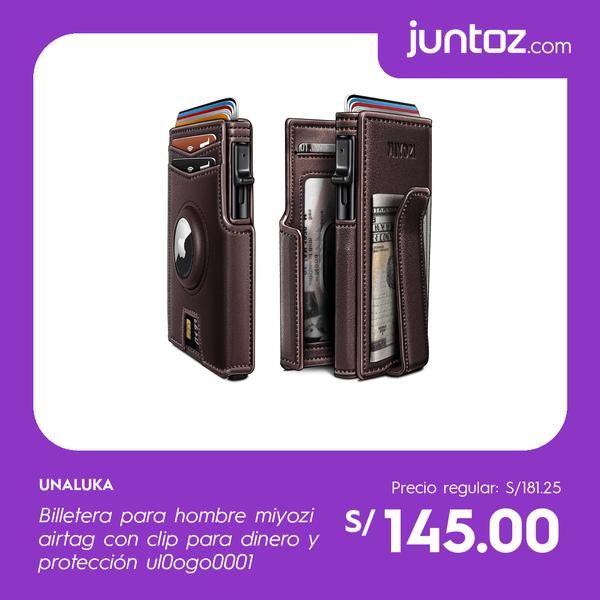 juntoz.com
MIYOZI
UNALUKA
Billetera para hombre miyozi
airtag con clip para dinero y
protección ul0ogo0001
Precio regular: S/181.25
S/145.00